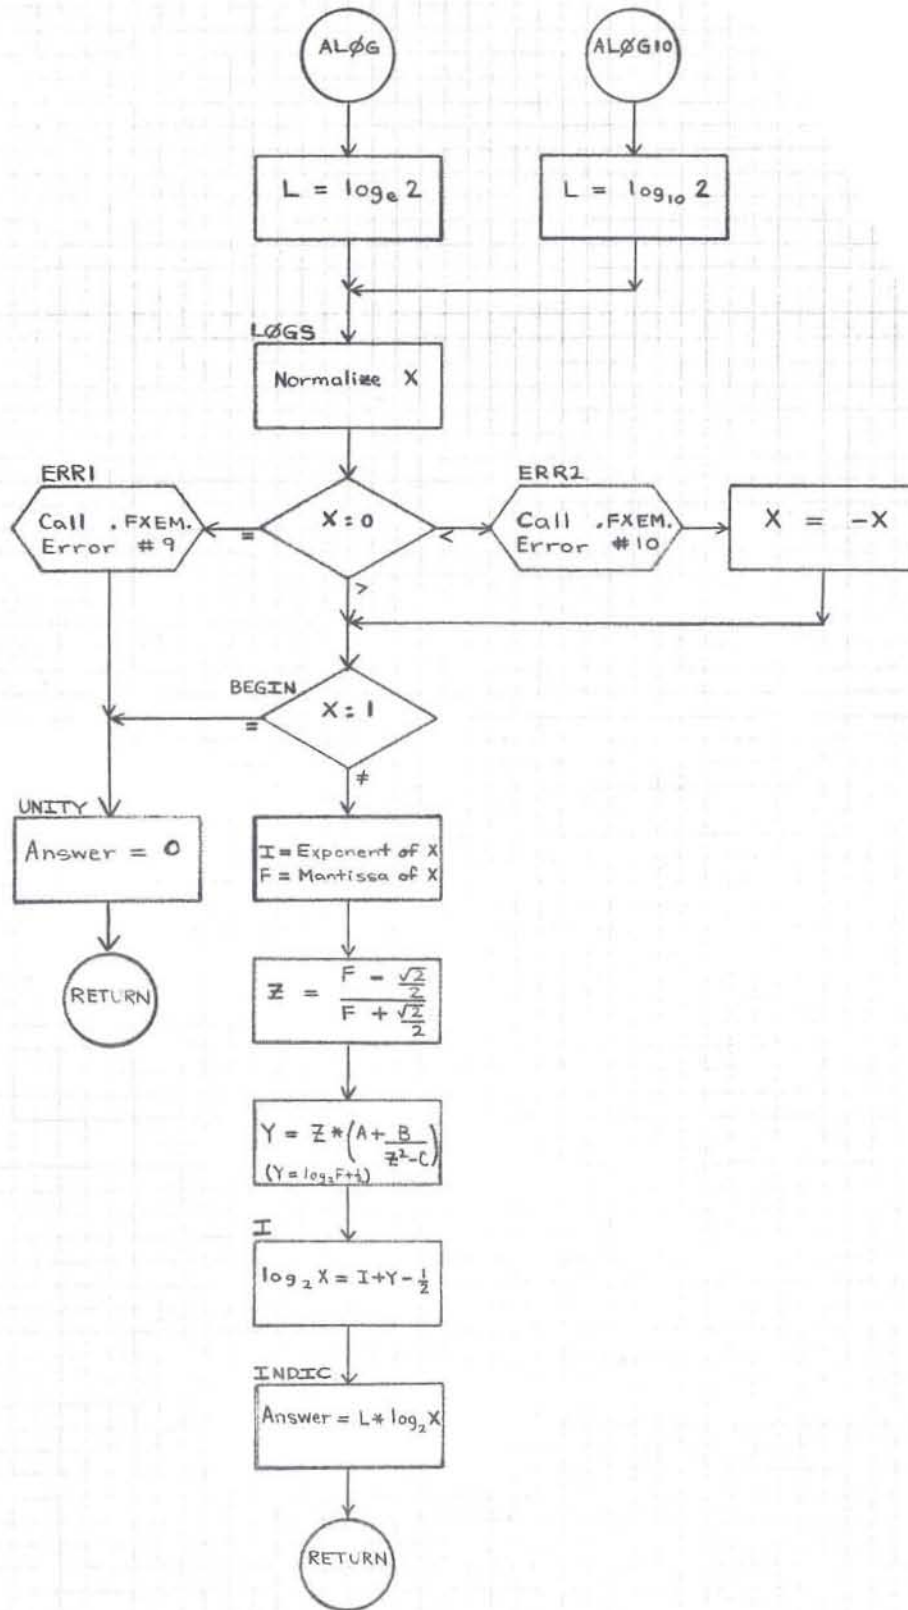 ALØG
ALØG10
L = logₑ 2
L = log₁₀ 2
LØGS
Normalize X
ERR1
Call .FXEM.
Error #9
=
X : 0
<
ERR2
Call .FXEM.
Error #10
X = -X
>
BEGIN
X : 1
=
≠
UNITY
Answer = 0
RETURN
I = Exponent of X
F = Mantissa of X
Z = (F - √2/2)/(F + √2/2)
Y = Z * (A + B/(Z² - C))
(Y = log₂F + ½)
I
log₂ X = I + Y - ½
INDIC
Answer = L * log₂ X
RETURN